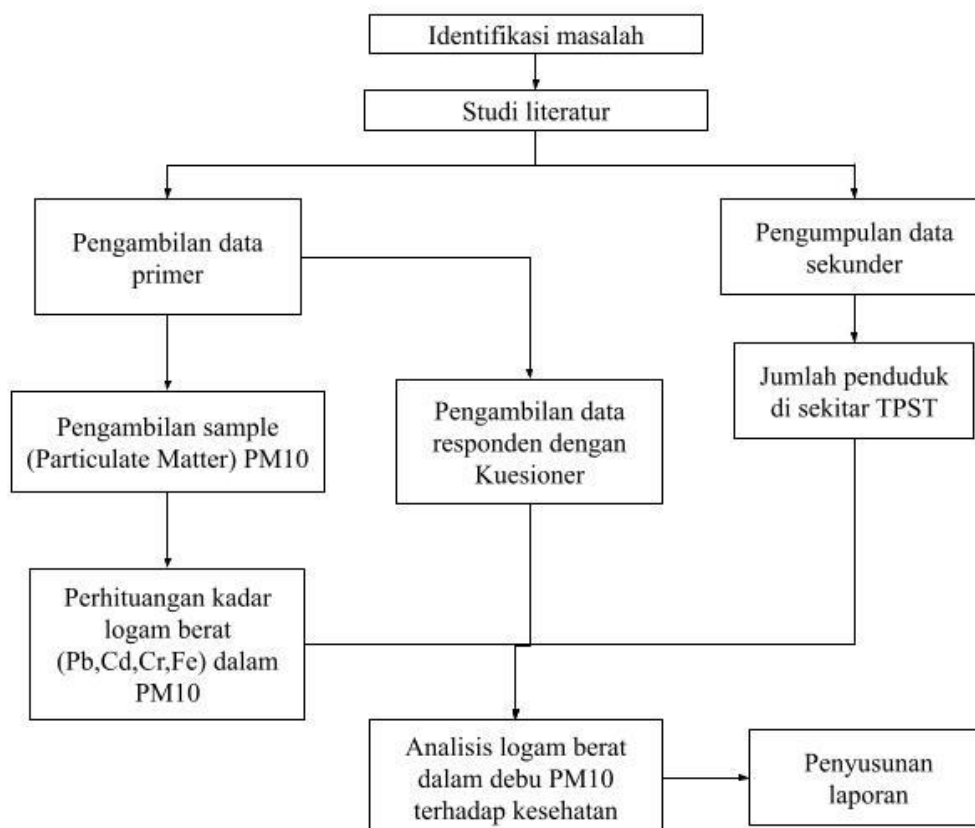 Identifikasi masalah
Studi literatur
Pengambilan data
primer
Pengumpulan data
sekunder
Pengambilan sample
(Particulate Matter) PM10
Pengambilan data
responden dengan
Kuesioner
Jumlah penduduk
di sekitar TPST
Perhituangan kadar
logam berat
(Pb,Cd,Cr,Fe) dalam
PM10
Analisis logam berat
dalam debu PM10
terhadap kesehatan
Penyusunan
laporan